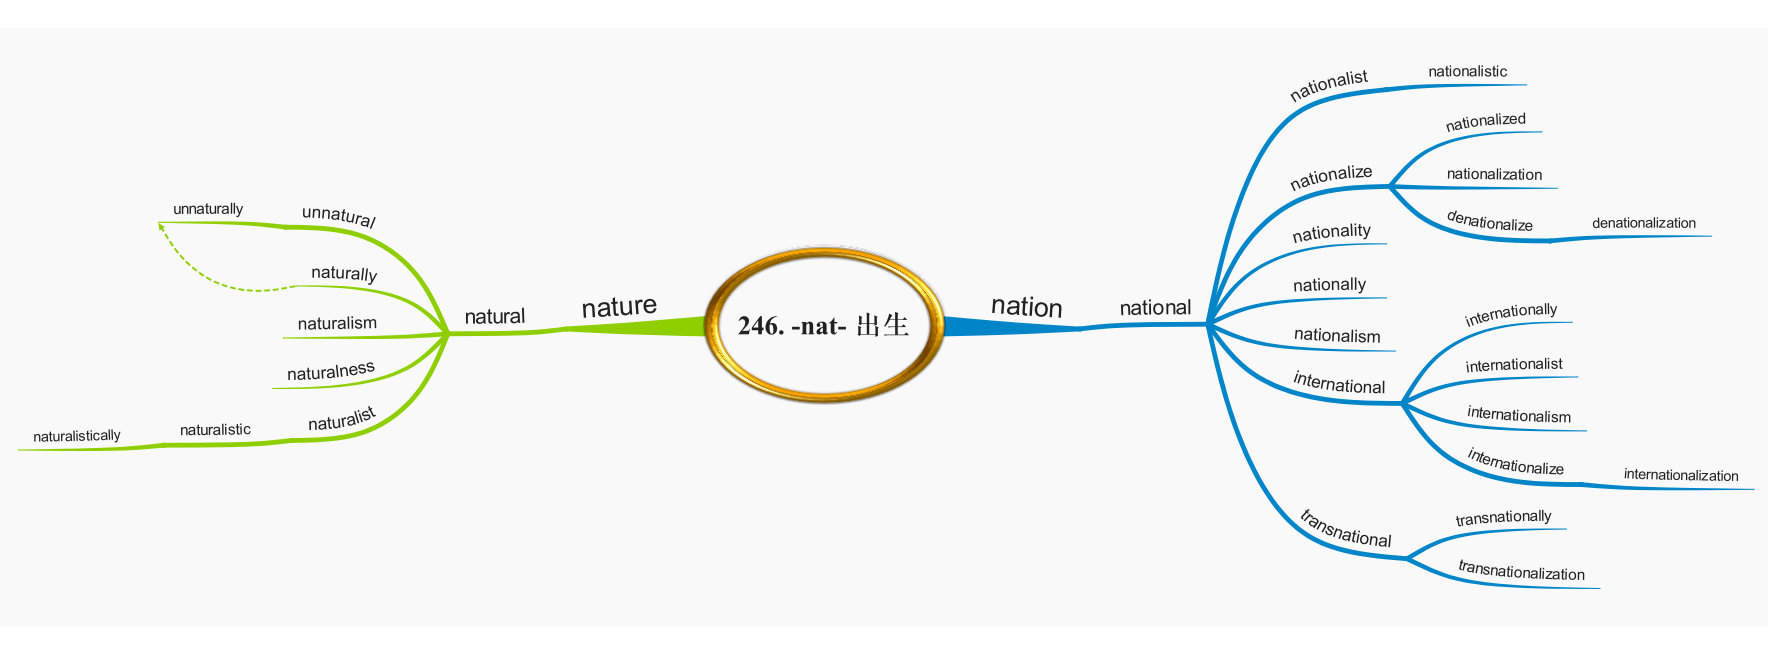 246. -nat- 出生
nation
national
nationalist
nationalistic
nationalize
nationalized
nationalization
denationalize
denationalization
nationality
nationally
nationalism
international
internationally
internationalist
internationalism
internationalize
internationalization
transnational
transnationally
transnationalization
nature
natural
unnatural
unnaturally
naturally
naturalism
naturalness
naturalist
naturalistic
naturalistically